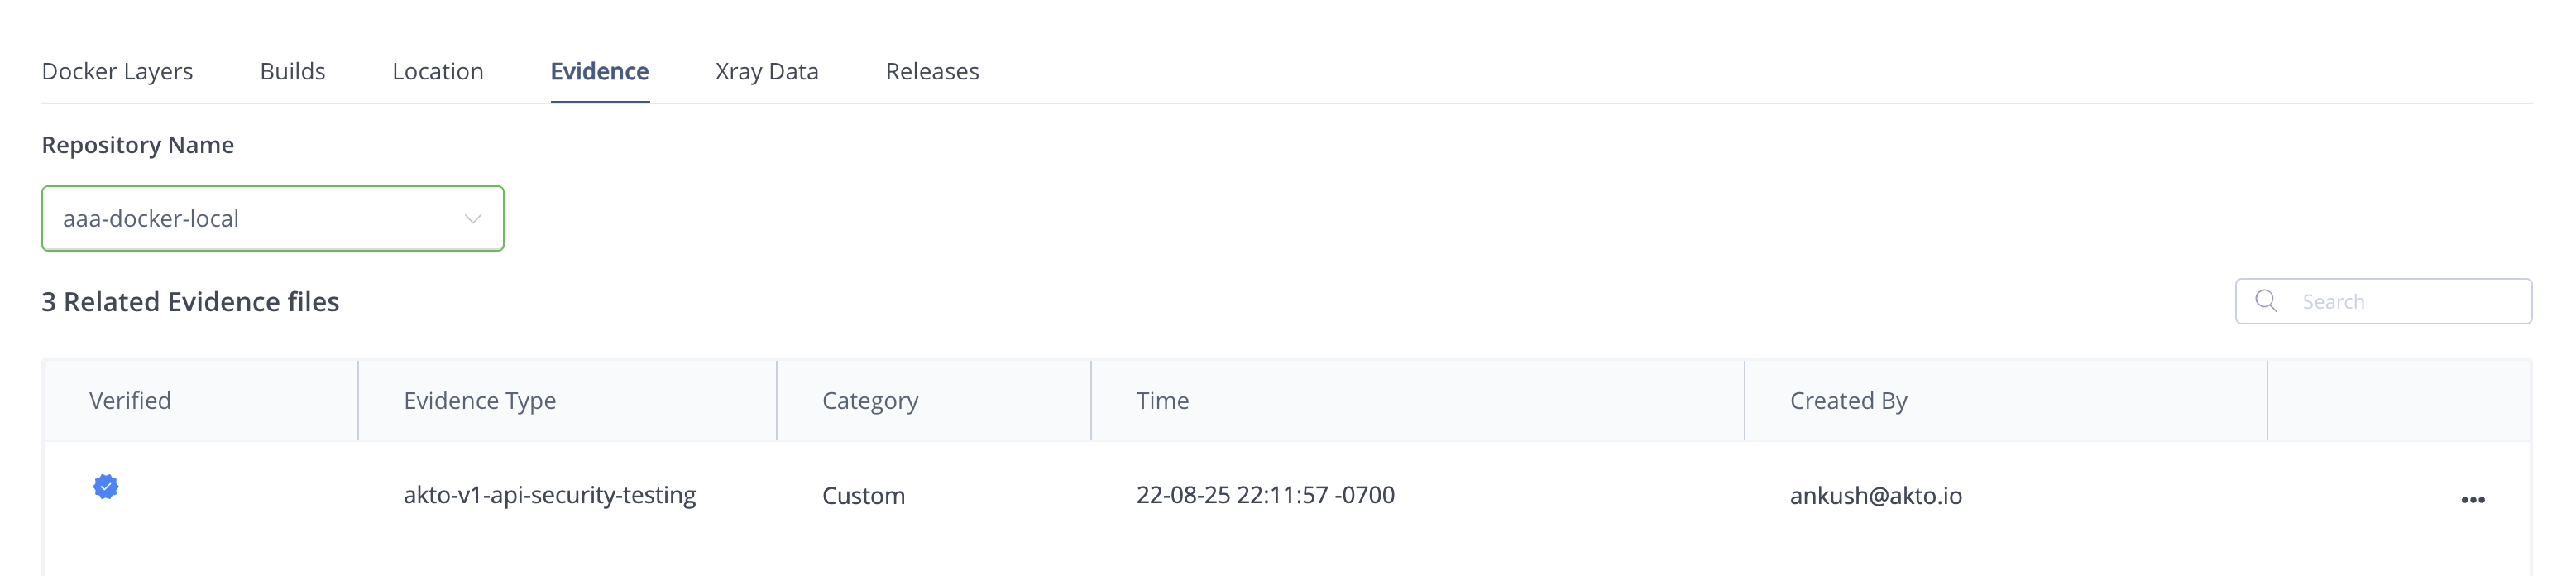 Docker Layers Builds Location Evidence Xray Data Releases
Repository Name
aaa-docker-local
3 Related Evidence files Search
Verified Evidence Type Category Time Created By
akto-v1-api-security-testing Custom 22-08-25 22:11:57 -0700 ankush@akto.io